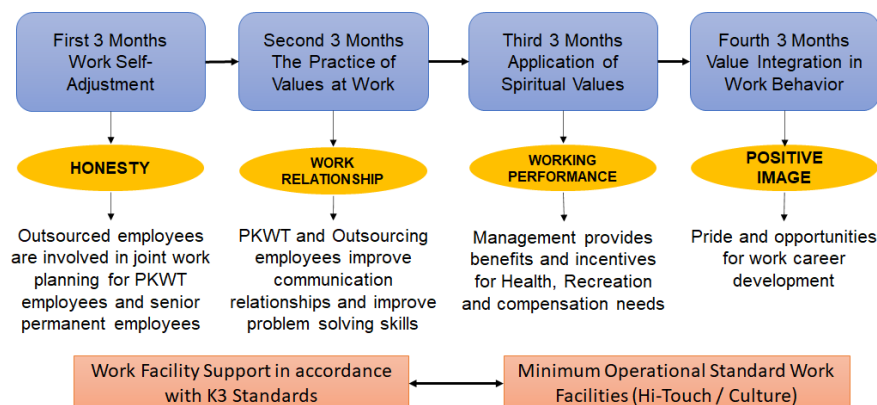 First 3 Months
Work Self-
Adjustment
Second 3 Months
The Practice of
Values at Work
Third 3 Months
Application of
Spiritual Values
Fourth 3 Months
Value Integration in
Work Behavior
HONESTY
WORK
RELATIONSHIP
WORKING
PERFORMANCE
POSITIVE
IMAGE
Outsourced employees
are involved in joint work
planning for PKWT
employees and senior
permanent employees
PKWT and Outsourcing
employees improve
communication
relationships and improve
problem solving skills
Management provides
benefits and incentives
for Health, Recreation
and compensation needs
Pride and opportunities
for work career
development
Work Facility Support in accordance
with K3 Standards
Minimum Operational Standard Work
Facilities (Hi-Touch / Culture)